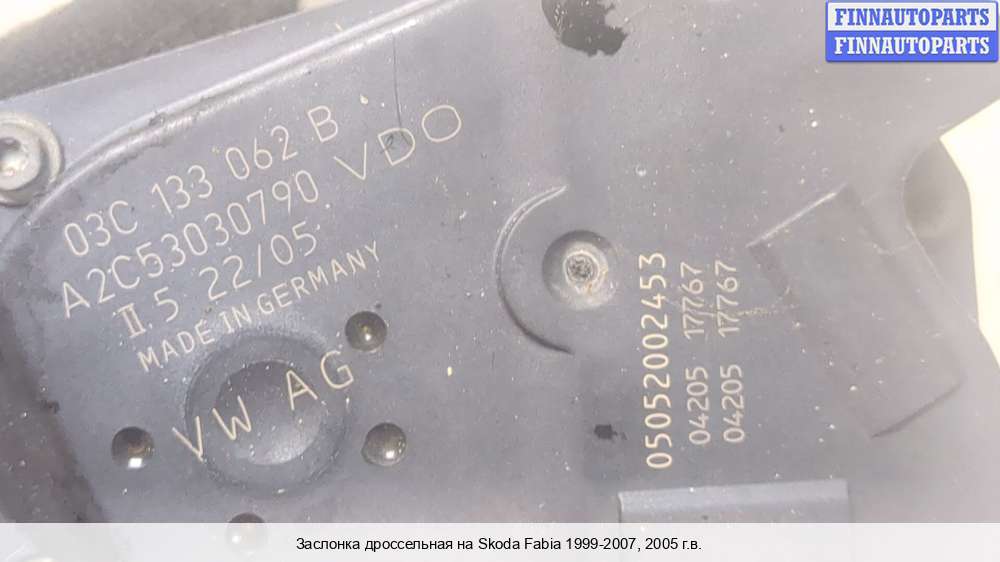 FINNAUTOPARTS
FINNAUTOPARTS
03C 133 062 B
A2C53030790 VDO
II.5 22/05
MADE IN GERMANY
VW AG
05052002453
04205 17767
04205 17767
Заслонка дроссельная на Skoda Fabia 1999-2007, 2005 г.в.